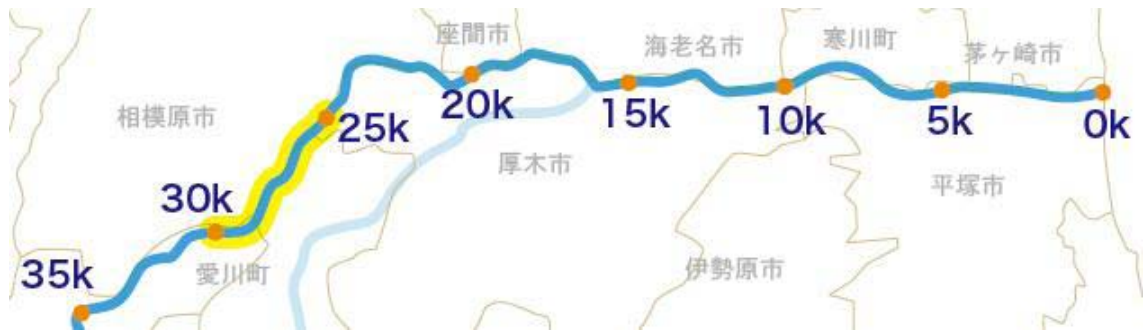 座間市
海老名市
寒川町
茅ヶ崎市
相模原市
25k
20k
15k
10k
5k
0k
厚木市
平塚市
30k
愛川町
伊勢原市
35k